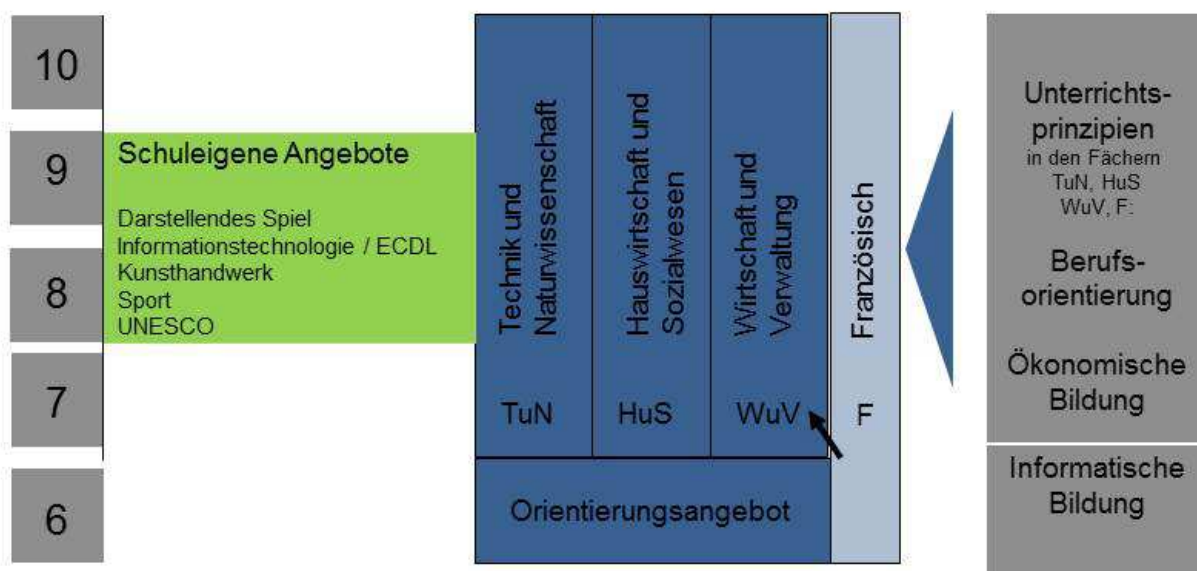 10
9
8
7
6
Schuleigene Angebote
Darstellendes Spiel
Informationstechnologie / ECDL
Kunsthandwerk
Sport
UNESCO
Technik und
Naturwissenschaft
TuN
Hauswirtschaft und
Sozialwesen
HuS
Wirtschaft und
Verwaltung
WuV
Französisch
F
Orientierungsangebot
Unterrichts-
prinzipien
in den Fächern
TuN, HuS
WuV, F:
Berufs-
orientierung
Ökonomische
Bildung
Informatische
Bildung